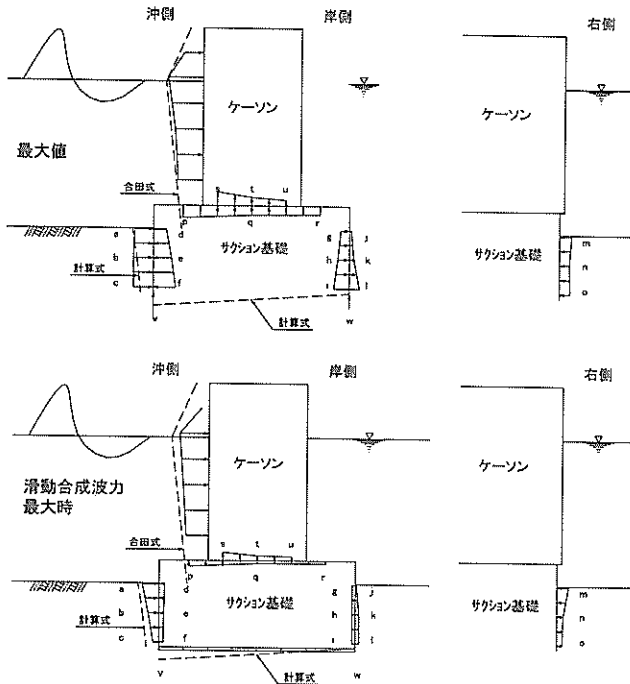 沖側 岸側
右側
ケーソン
ケーソン
最大値
合田式
s t u
p q r
サクション基礎
サクション基礎
a d g j m
b e h k n
計算式
c f i l o
計算式
v w
沖側 岸側
右側
ケーソン
ケーソン
滑動合成波力
最大時
合田式
s t u
p q r
サクション基礎
サクション基礎
a d g j m
b e h k n
計算式
c f i l o
計算式
v w